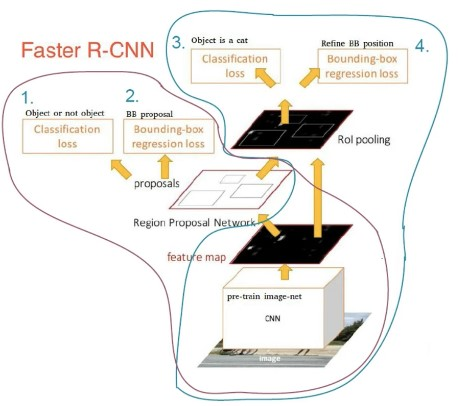 Faster R-CNN
3.
Object is a cat
Classification
loss
Refine BB position
4.
Bounding-box
regression loss
1.
Object or not object
Classification
loss
2.
BB proposal
Bounding-box
regression loss
RoI pooling
proposals
Region Proposal Network
feature map
pre-train image-net
CNN
image